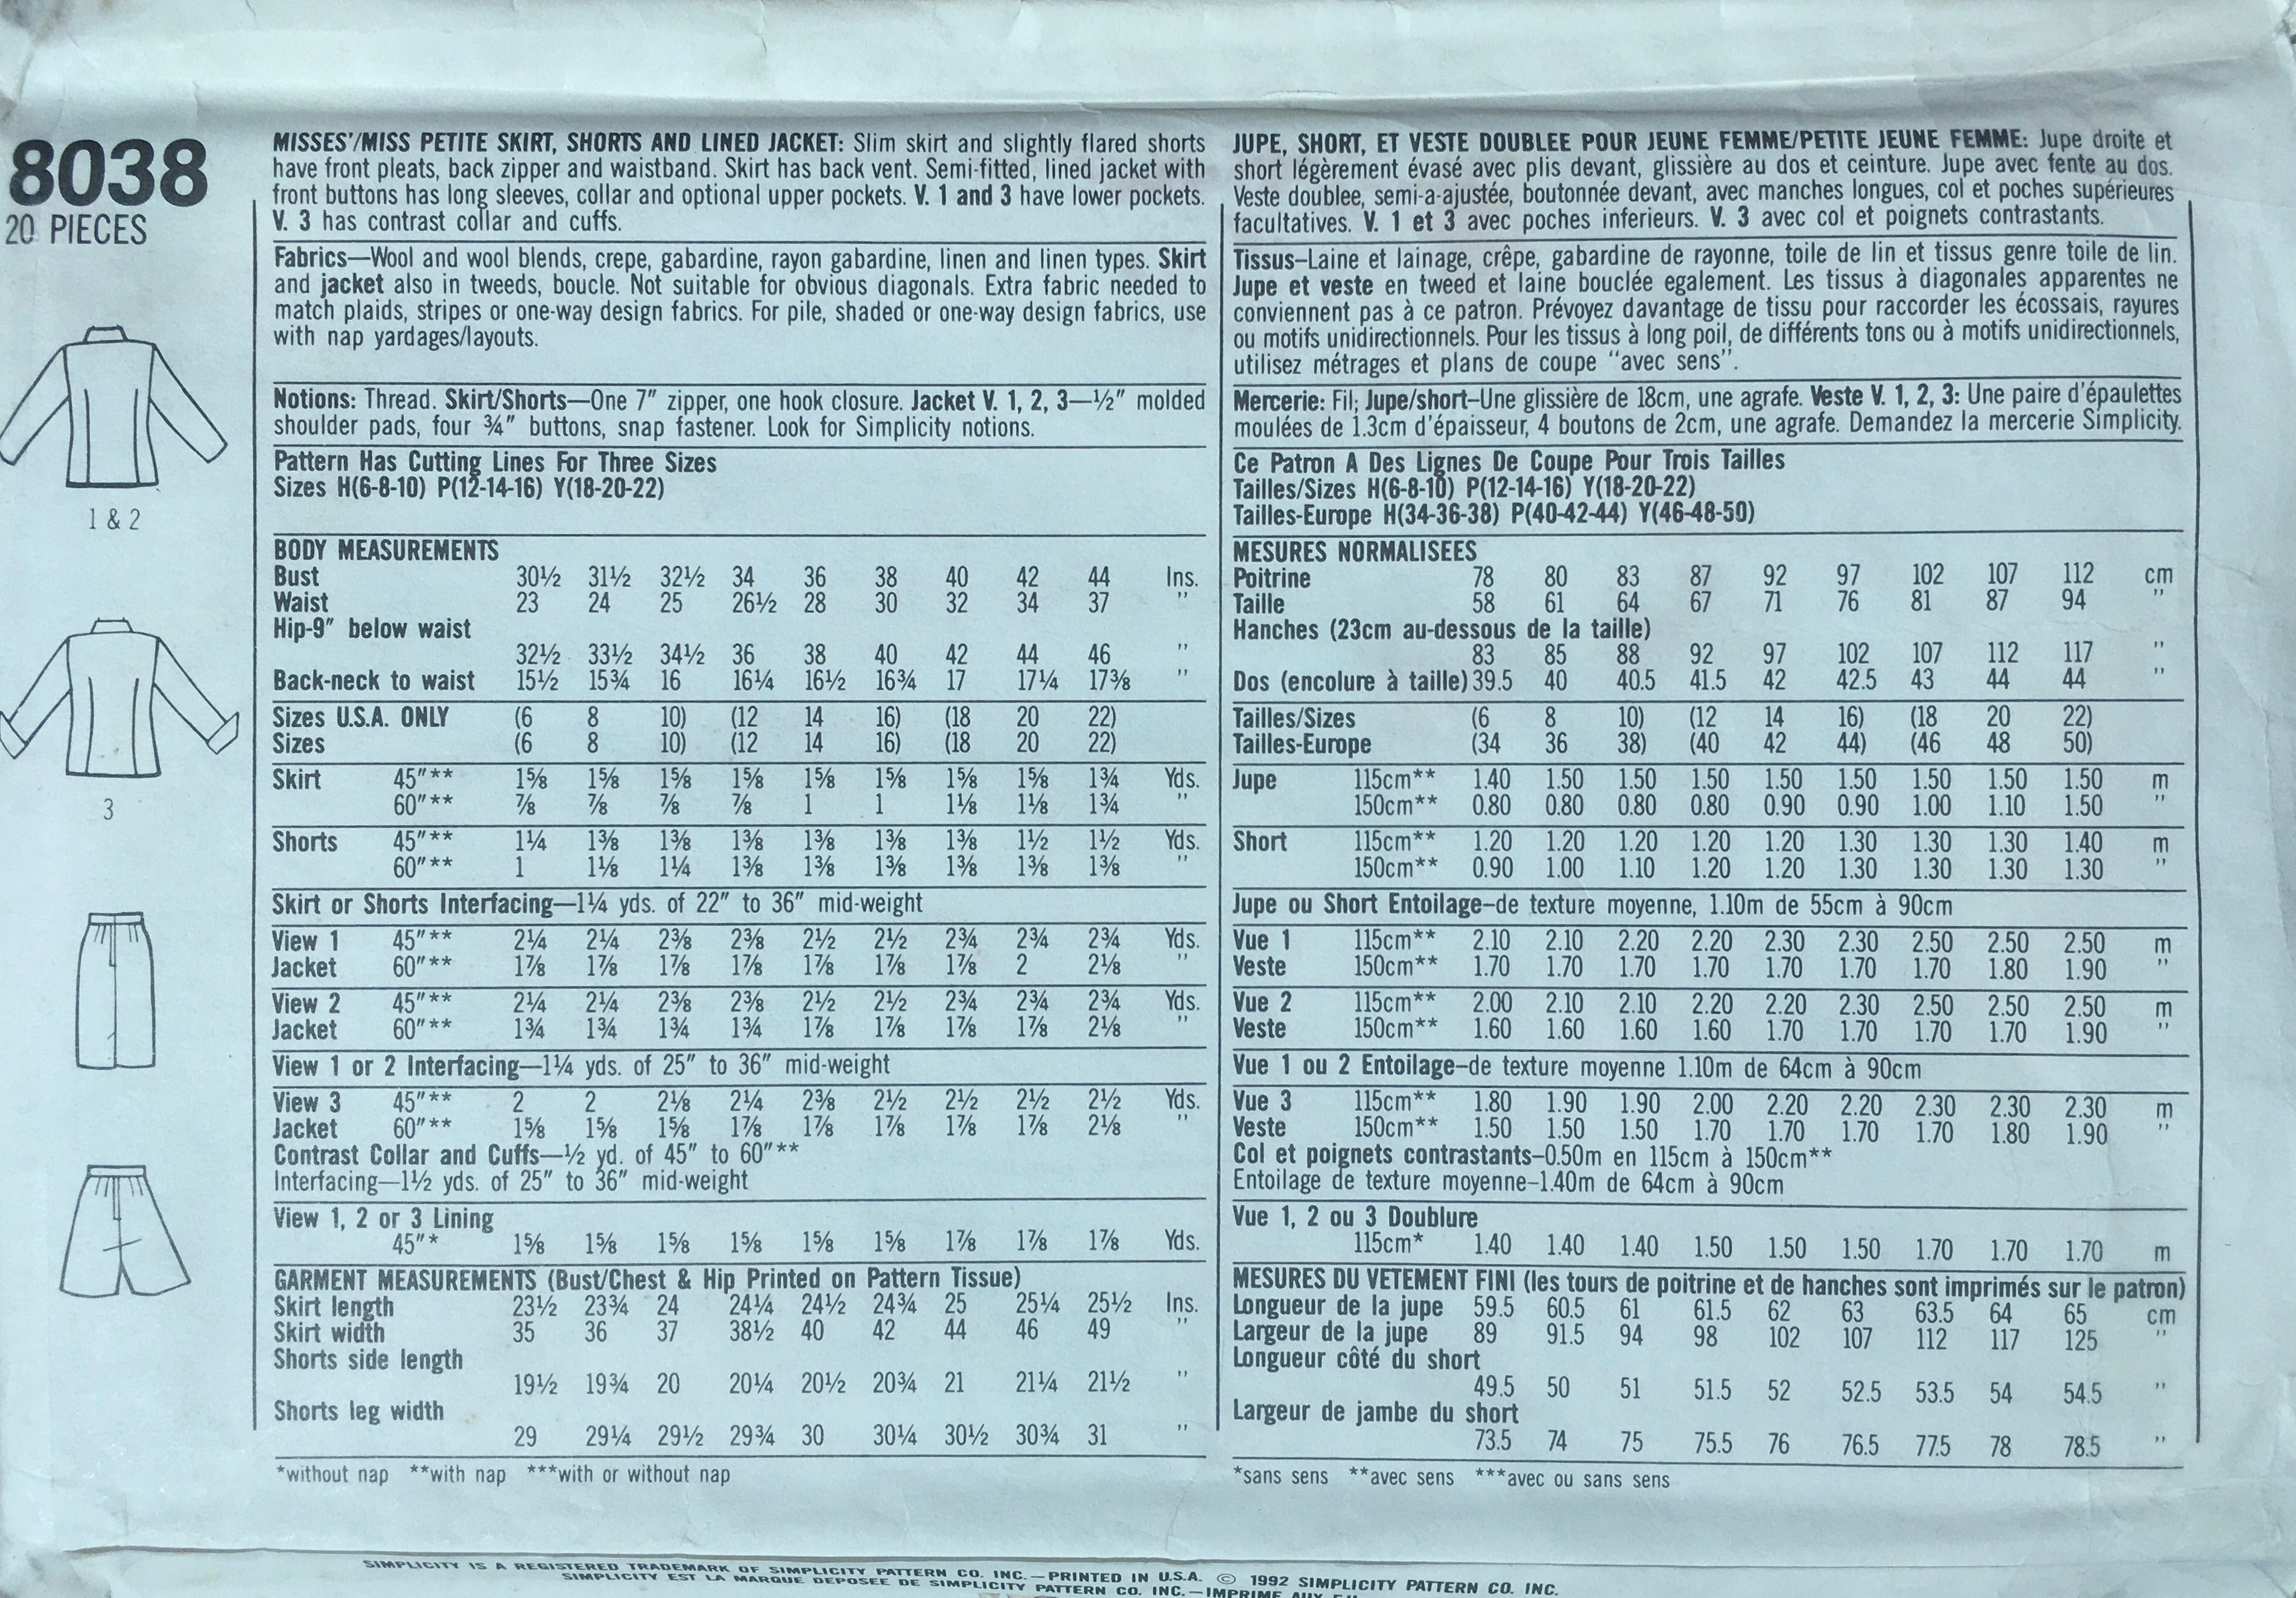 8038
20 PIECES
1 & 2
3
MISSES'/MISS PETITE SKIRT, SHORTS AND LINED JACKET: Slim skirt and slightly flared shorts
have front pleats, back zipper and waistband. Skirt has back vent. Semi-fitted, lined jacket with
front buttons has long sleeves, collar and optional upper pockets. V. 1 and 3 have lower pockets.
V. 3 has contrast collar and cuffs.
Fabrics—Wool and wool blends, crepe, gabardine, rayon gabardine, linen and linen types. Skirt
and jacket also in tweeds, boucle. Not suitable for obvious diagonals. Extra fabric needed to
match plaids, stripes or one-way design fabrics. For pile, shaded or one-way design fabrics, use
with nap yardages/layouts.
Notions: Thread. Skirt/Shorts—One 7" zipper, one hook closure. Jacket V. 1, 2, 3—½" molded
shoulder pads, four ¾" buttons, snap fastener. Look for Simplicity notions.
Pattern Has Cutting Lines For Three Sizes
Sizes H(6-8-10) P(12-14-16) Y(18-20-22)
BODY MEASUREMENTS
Bust 30½ 31½ 32½ 34 36 38 40 42 44 Ins.
Waist 23 24 25 26½ 28 30 32 34 37 "
Hip-9" below waist
32½ 33½ 34½ 36 38 40 42 44 46 "
Back-neck to waist 15½ 15¾ 16 16¼ 16½ 16¾ 17 17¼ 17⅜ "
Sizes U.S.A. ONLY (6 8 10) (12 14 16) (18 20 22)
Sizes (6 8 10) (12 14 16) (18 20 22)
Skirt 45"** 1⅝ 1⅝ 1⅝ 1⅝ 1⅝ 1⅝ 1⅝ 1⅝ 1¾ Yds.
60"** ⅞ ⅞ ⅞ ⅞ 1 1 1⅛ 1⅛ 1¾ "
Shorts 45"** 1¼ 1⅜ 1⅜ 1⅜ 1⅜ 1⅜ 1⅜ 1½ 1½ Yds.
60"** 1 1⅛ 1¼ 1⅜ 1⅜ 1⅜ 1⅜ 1⅜ 1⅜ "
Skirt or Shorts Interfacing—1¼ yds. of 22" to 36" mid-weight
View 1 45"** 2¼ 2¼ 2⅜ 2⅜ 2½ 2½ 2¾ 2¾ 2¾ Yds.
Jacket 60"** 1⅞ 1⅞ 1⅞ 1⅞ 1⅞ 1⅞ 1⅞ 2 2⅛ "
View 2 45"** 2¼ 2¼ 2⅜ 2⅜ 2½ 2½ 2¾ 2¾ 2¾ Yds.
Jacket 60"** 1¾ 1¾ 1¾ 1¾ 1⅞ 1⅞ 1⅞ 1⅞ 2⅛ "
View 1 or 2 Interfacing—1¼ yds. of 25" to 36" mid-weight
View 3 45"** 2 2 2⅛ 2¼ 2⅜ 2½ 2½ 2½ 2½ Yds.
Jacket 60"** 1⅝ 1⅝ 1⅝ 1⅞ 1⅞ 1⅞ 1⅞ 1⅞ 2⅛ "
Contrast Collar and Cuffs—½ yd. of 45" to 60"**
Interfacing—1½ yds. of 25" to 36" mid-weight
View 1, 2 or 3 Lining
45"* 1⅝ 1⅝ 1⅝ 1⅝ 1⅝ 1⅝ 1⅞ 1⅞ 1⅞ Yds.
GARMENT MEASUREMENTS (Bust/Chest & Hip Printed on Pattern Tissue)
Skirt length 23½ 23¾ 24 24¼ 24½ 24¾ 25 25¼ 25½ Ins.
Skirt width 35 36 37 38½ 40 42 44 46 49 "
Shorts side length
19½ 19¾ 20 20¼ 20½ 20¾ 21 21¼ 21½ "
Shorts leg width
29 29¼ 29½ 29¾ 30 30¼ 30½ 30¾ 31 "
*without nap **with nap ***with or without nap
JUPE, SHORT, ET VESTE DOUBLEE POUR JEUNE FEMME/PETITE JEUNE FEMME: Jupe droite et
short légèrement évasé avec plis devant, glissière au dos et ceinture. Jupe avec fente au dos.
Veste doublee, semi-a-ajustée, boutonnée devant, avec manches longues, col et poches supérieures
facultatives. V. 1 et 3 avec poches inferieurs. V. 3 avec col et poignets contrastants.
Tissus–Laine et lainage, crêpe, gabardine de rayonne, toile de lin et tissus genre toile de lin.
Jupe et veste en tweed et laine bouclée egalement. Les tissus à diagonales apparentes ne
conviennent pas à ce patron. Prévoyez davantage de tissu pour raccorder les écossais, rayures
ou motifs unidirectionnels. Pour les tissus à long poil, de différents tons ou à motifs unidirectionnels,
utilisez métrages et plans de coupe "avec sens".
Mercerie: Fil; Jupe/short–Une glissière de 18cm, une agrafe. Veste V. 1, 2, 3: Une paire d'épaulettes
moulées de 1.3cm d'épaisseur, 4 boutons de 2cm, une agrafe. Demandez la mercerie Simplicity.
Ce Patron A Des Lignes De Coupe Pour Trois Tailles
Tailles/Sizes H(6-8-10) P(12-14-16) Y(18-20-22)
Tailles-Europe H(34-36-38) P(40-42-44) Y(46-48-50)
MESURES NORMALISEES
Poitrine 78 80 83 87 92 97 102 107 112 cm
Taille 58 61 64 67 71 76 81 87 94 "
Hanches (23cm au-dessous de la taille)
83 85 88 92 97 102 107 112 117 "
Dos (encolure à taille) 39.5 40 40.5 41.5 42 42.5 43 44 44 "
Tailles/Sizes (6 8 10) (12 14 16) (18 20 22)
Tailles-Europe (34 36 38) (40 42 44) (46 48 50)
Jupe 115cm** 1.40 1.50 1.50 1.50 1.50 1.50 1.50 1.50 1.50 m
150cm** 0.80 0.80 0.80 0.80 0.90 0.90 1.00 1.10 1.50 "
Short 115cm** 1.20 1.20 1.20 1.20 1.20 1.30 1.30 1.30 1.40 m
150cm** 0.90 1.00 1.10 1.20 1.20 1.30 1.30 1.30 1.30 "
Jupe ou Short Entoilage–de texture moyenne, 1.10m de 55cm à 90cm
Vue 1 115cm** 2.10 2.10 2.20 2.20 2.30 2.30 2.50 2.50 2.50 m
Veste 150cm** 1.70 1.70 1.70 1.70 1.70 1.70 1.70 1.80 1.90 "
Vue 2 115cm** 2.00 2.10 2.10 2.20 2.20 2.30 2.50 2.50 2.50 m
Veste 150cm** 1.60 1.60 1.60 1.60 1.70 1.70 1.70 1.70 1.90 "
Vue 1 ou 2 Entoilage–de texture moyenne 1.10m de 64cm à 90cm
Vue 3 115cm** 1.80 1.90 1.90 2.00 2.20 2.20 2.30 2.30 2.30 m
Veste 150cm** 1.50 1.50 1.50 1.70 1.70 1.70 1.70 1.80 1.90 "
Col et poignets contrastants–0.50m en 115cm à 150cm**
Entoilage de texture moyenne–1.40m de 64cm à 90cm
Vue 1, 2 ou 3 Doublure
115cm* 1.40 1.40 1.40 1.50 1.50 1.50 1.70 1.70 1.70 m
MESURES DU VETEMENT FINI (les tours de poitrine et de hanches sont imprimés sur le patron)
Longueur de la jupe 59.5 60.5 61 61.5 62 63 63.5 64 65 cm
Largeur de la jupe 89 91.5 94 98 102 107 112 117 125 "
Longueur côté du short
49.5 50 51 51.5 52 52.5 53.5 54 54.5 "
Largeur de jambe du short
73.5 74 75 75.5 76 76.5 77.5 78 78.5 "
*sans sens **avec sens ***avec ou sans sens
SIMPLICITY IS A REGISTERED TRADEMARK OF SIMPLICITY PATTERN CO. INC.—PRINTED IN U.S.A. © 1992 SIMPLICITY PATTERN CO. INC.
SIMPLICITY EST LA MARQUE DEPOSEE DE SIMPLICITY PATTERN CO. INC.—IMPRIME AUX